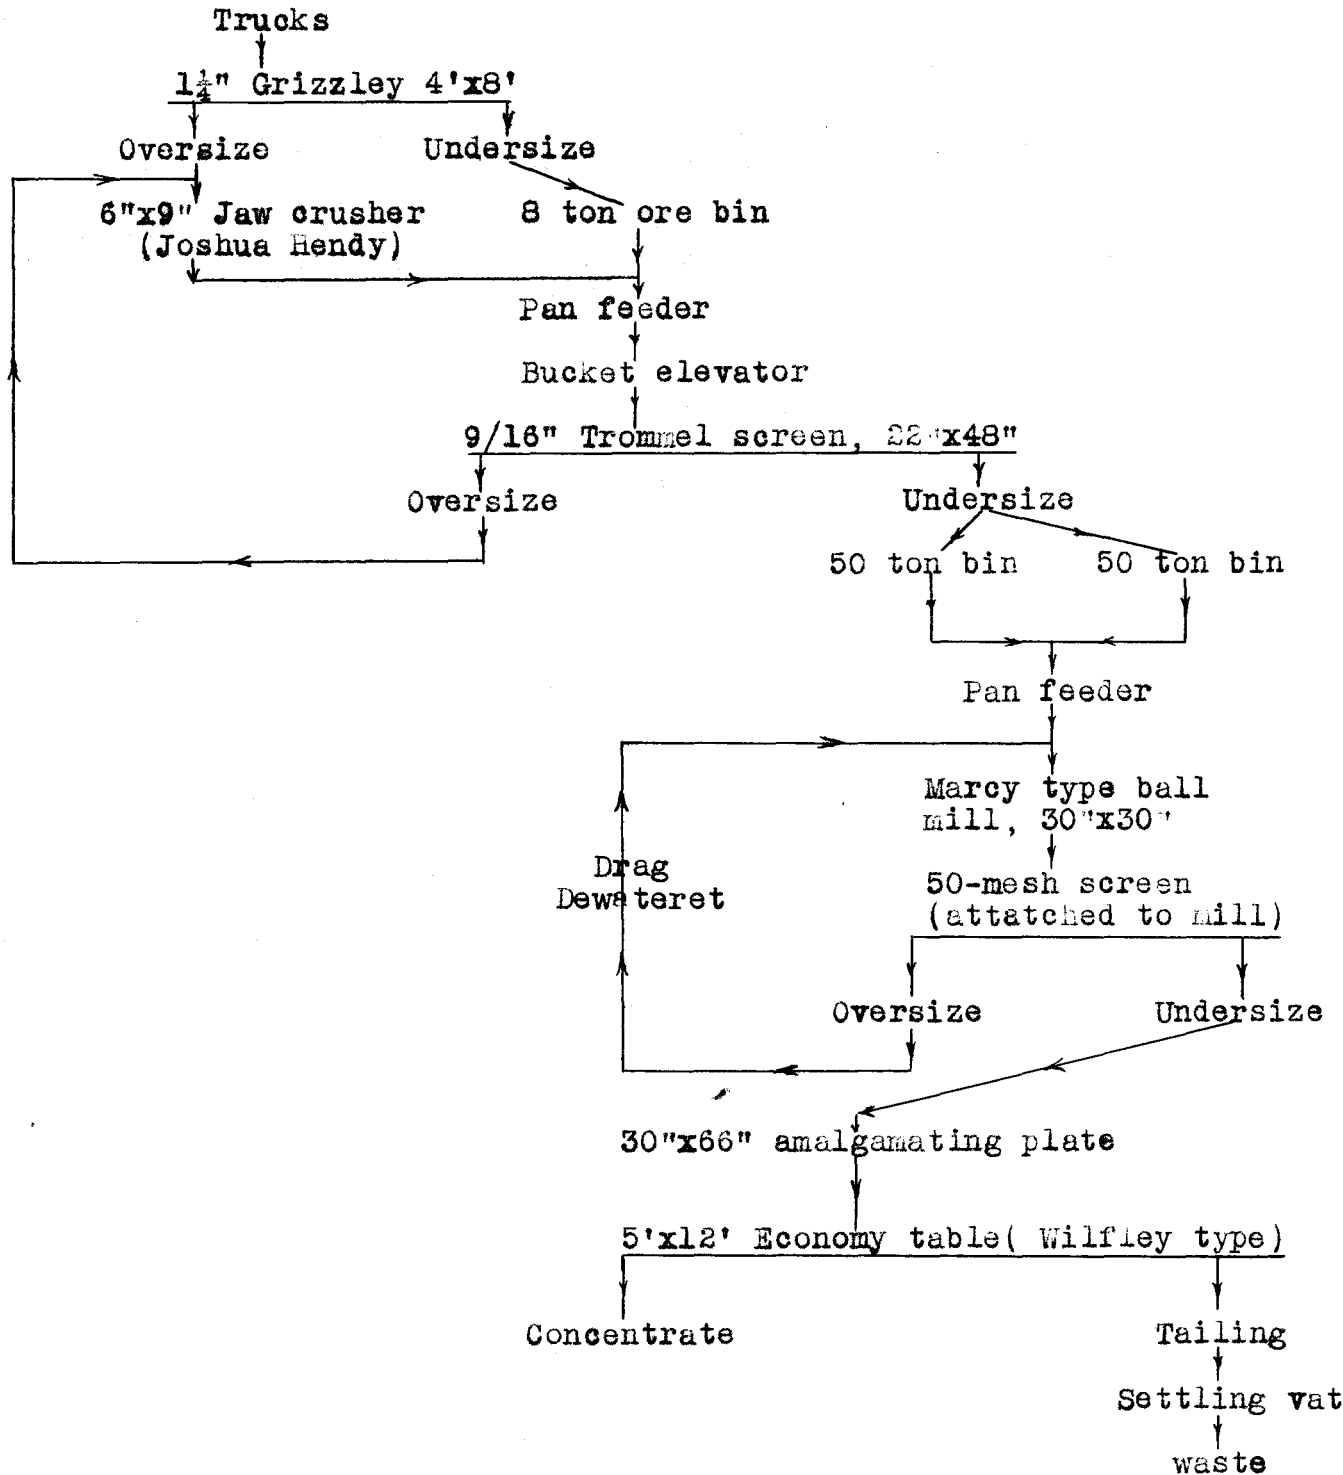 Trucks
1¼" Grizzley 4'x8'
Oversize
Undersize
6"x9" Jaw crusher
(Joshua Hendy)
8 ton ore bin
Pan feeder
Bucket elevator
9/16" Trommel screen, 22"x48"
Oversize
Undersize
50 ton bin
50 ton bin
Pan feeder
Marcy type ball
mill, 30"x30"
Drag
Dewateret
50-mesh screen
(attatched to mill)
Oversize
Undersize
30"x66" amalgamating plate
5'x12' Economy table( Wilfley type)
Concentrate
Tailing
Settling vat
waste